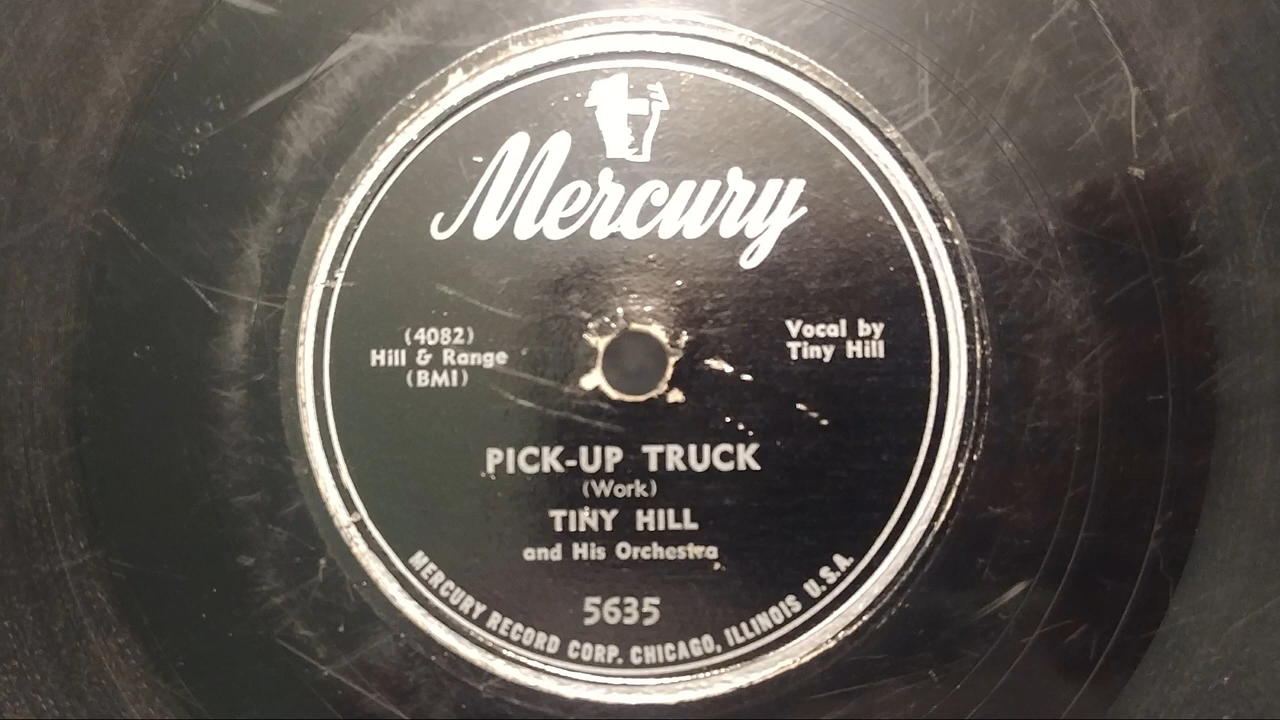 Mercury
(4082)
Hill & Range
(BMI)
Vocal by
Tiny Hill
PICK-UP TRUCK
(Work)
TINY HILL
and His Orchestra
5635
MERCURY RECORD CORP. CHICAGO, ILLINOIS U.S.A.